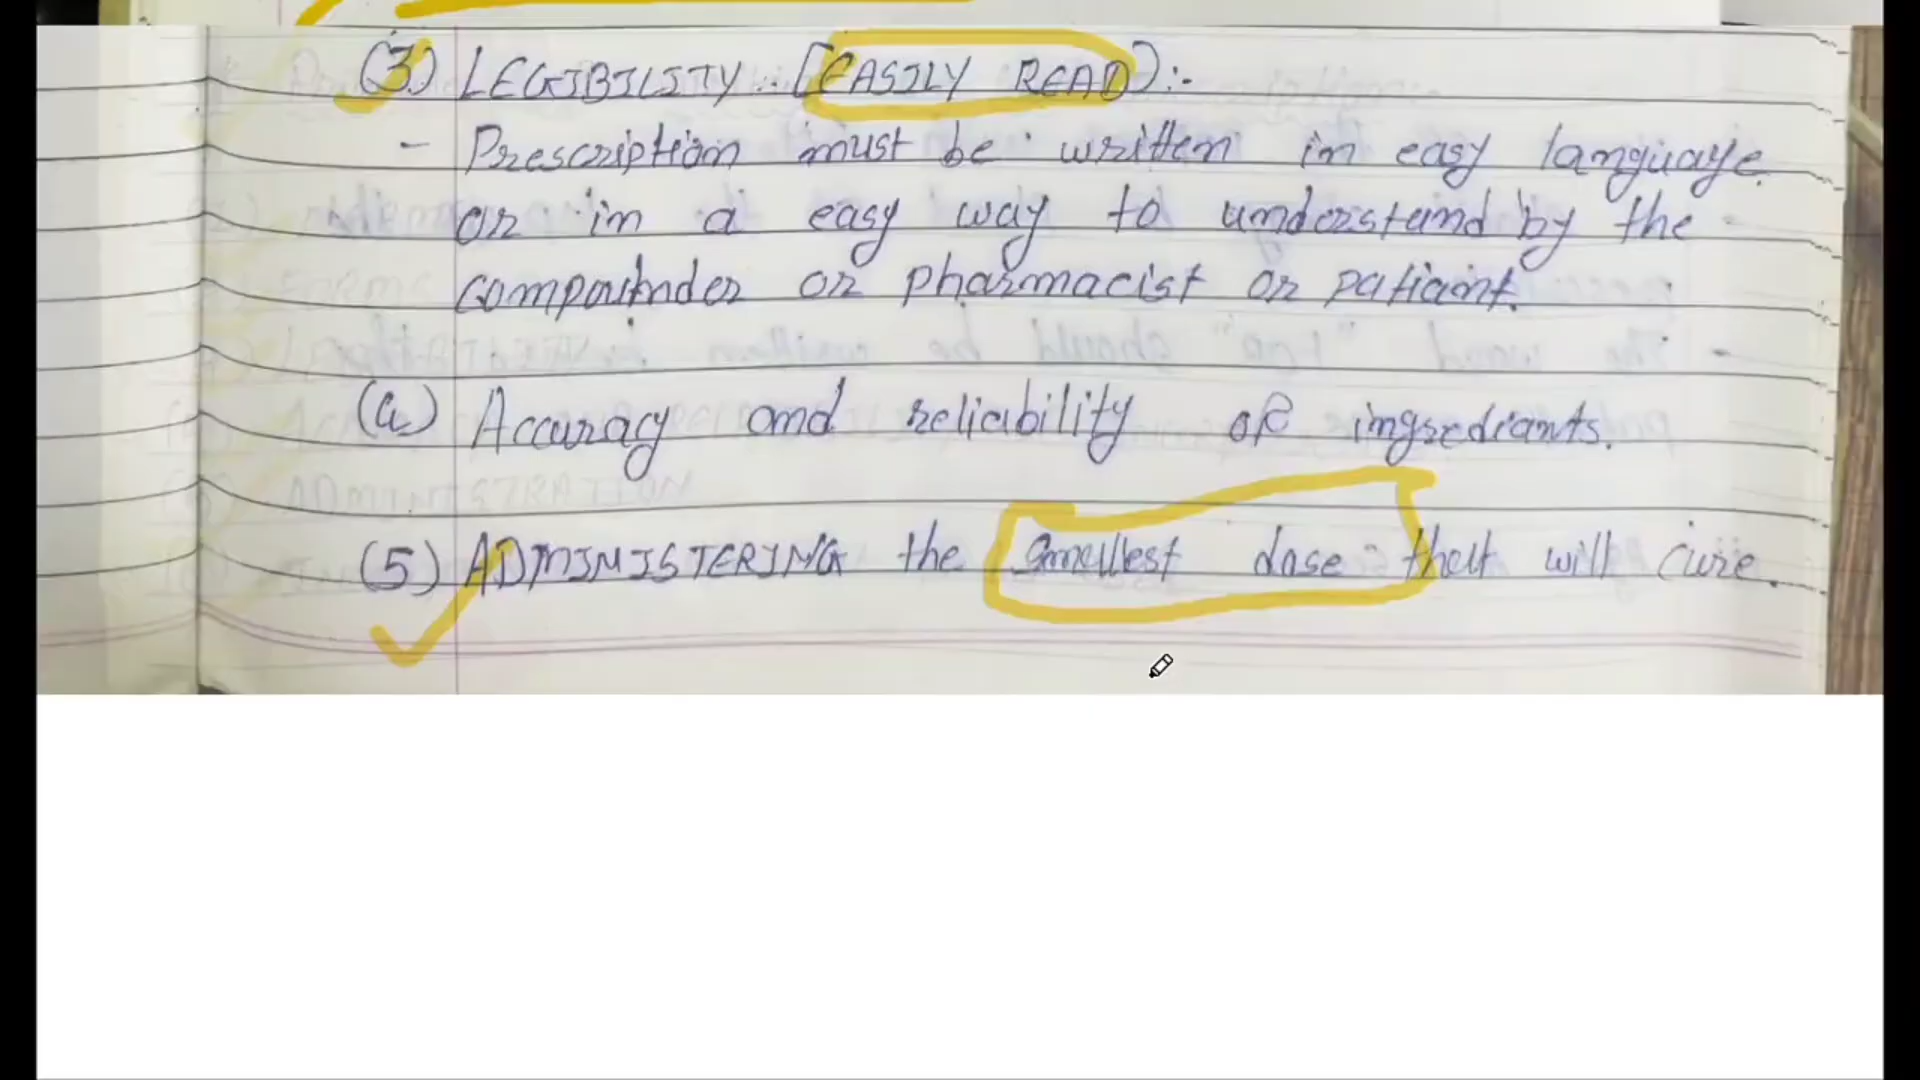 (3) LEGIBILITY .. [EASILY READ) :-
- Prescription must be written in easy language
or in a easy way to understand by the
compounder or pharmacist or patient.
(4) Accuracy and reliability of ingredients.
(5) ADMINISTERING the Smallest dose that will cure.